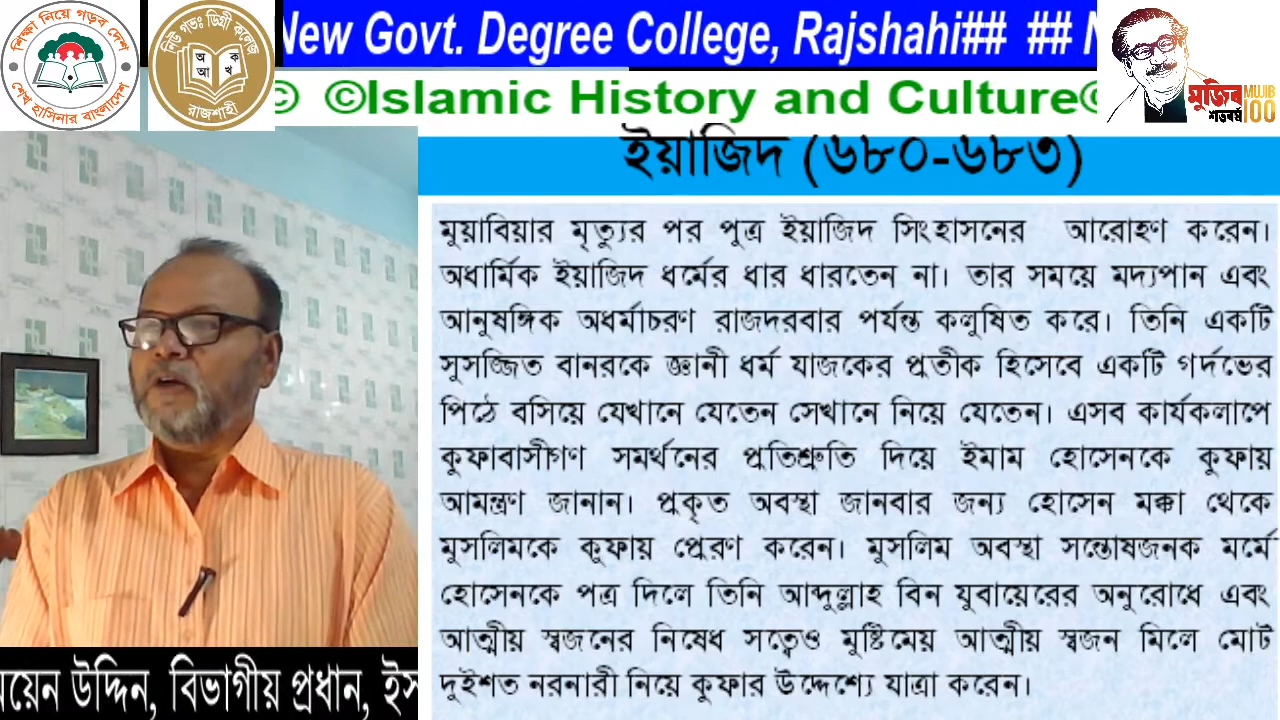 শিক্ষা নিয়ে গড়ব দেশ
শেখ হাসিনার বাংলাদেশ
নিউ গভঃ ডিগ্রী কলেজ
অ ক
আ খ
রাজশাহী
New Govt. Degree College, Rajshahi## ## N
© ©Islamic History and Culture©
মুজিব
শতবর্ষ
MUJIB
100
ইয়াজিদ (৬৮০-৬৮৩)
মুয়াবিয়ার মৃত্যুর পর পুত্র ইয়াজিদ সিংহাসনের আরোহণ করেন।
অধার্মিক ইয়াজিদ ধর্মের ধার ধারতেন না। তার সময়ে মদ্যপান এবং
আনুষঙ্গিক অধর্মাচরণ রাজদরবার পর্যন্ত কলুষিত করে। তিনি একটি
সুসজ্জিত বানরকে জ্ঞানী ধর্ম যাজকের প্রতীক হিসেবে একটি গর্দভের
পিঠে বসিয়ে যেখানে যেতেন সেখানে নিয়ে যেতেন। এসব কার্যকলাপে
কুফাবাসীগণ সমর্থনের প্রতিশ্রুতি দিয়ে ইমাম হোসেনকে কুফায়
আমন্ত্রণ জানান। প্রকৃত অবস্থা জানবার জন্য হোসেন মক্কা থেকে
মুসলিমকে কুফায় প্রেরণ করেন। মুসলিম অবস্থা সন্তোষজনক মর্মে
হোসেনকে পত্র দিলে তিনি আব্দুল্লাহ বিন যুবায়েরের অনুরোধে এবং
আত্মীয় স্বজনের নিষেধ সত্ত্বেও মুষ্টিমেয় আত্মীয় স্বজন মিলে মোট
দুইশত নরনারী নিয়ে কুফার উদ্দেশ্যে যাত্রা করেন।
য়েন উদ্দিন, বিভাগীয় প্রধান, ইস